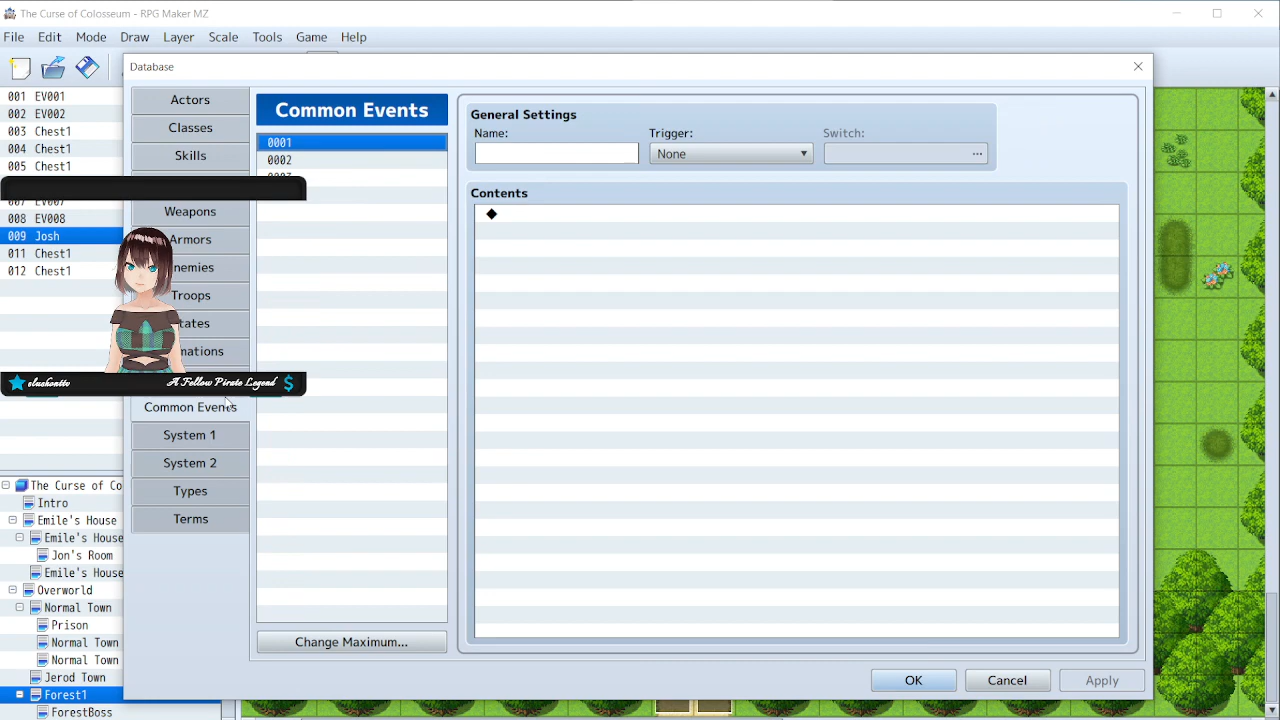 The Curse of Colosseum - RPG Maker MZ
File Edit Mode Draw Layer Scale Tools Game Help
Database
001 EV001
002 EV002
003 Chest1
004 Chest1
005 Chest1
008 EV008
009 Josh
011 Chest1
012 Chest1
Actors
Classes
Skills
Weapons
Armors
nemies
Troops
tates
mations
Common Events
System 1
System 2
Types
Terms
Common Events
0001
0002
Change Maximum...
General Settings
Name: Trigger: Switch:
None ...
Contents
◆
elushontv A Fellow Pirate Legend $
The Curse of Co
Intro
Emile's House
Emile's House
Jon's Room
Emile's House
Overworld
Normal Town
Prison
Normal Town
Normal Town
Jerod Town
Forest1
ForestBoss
OK Cancel Apply